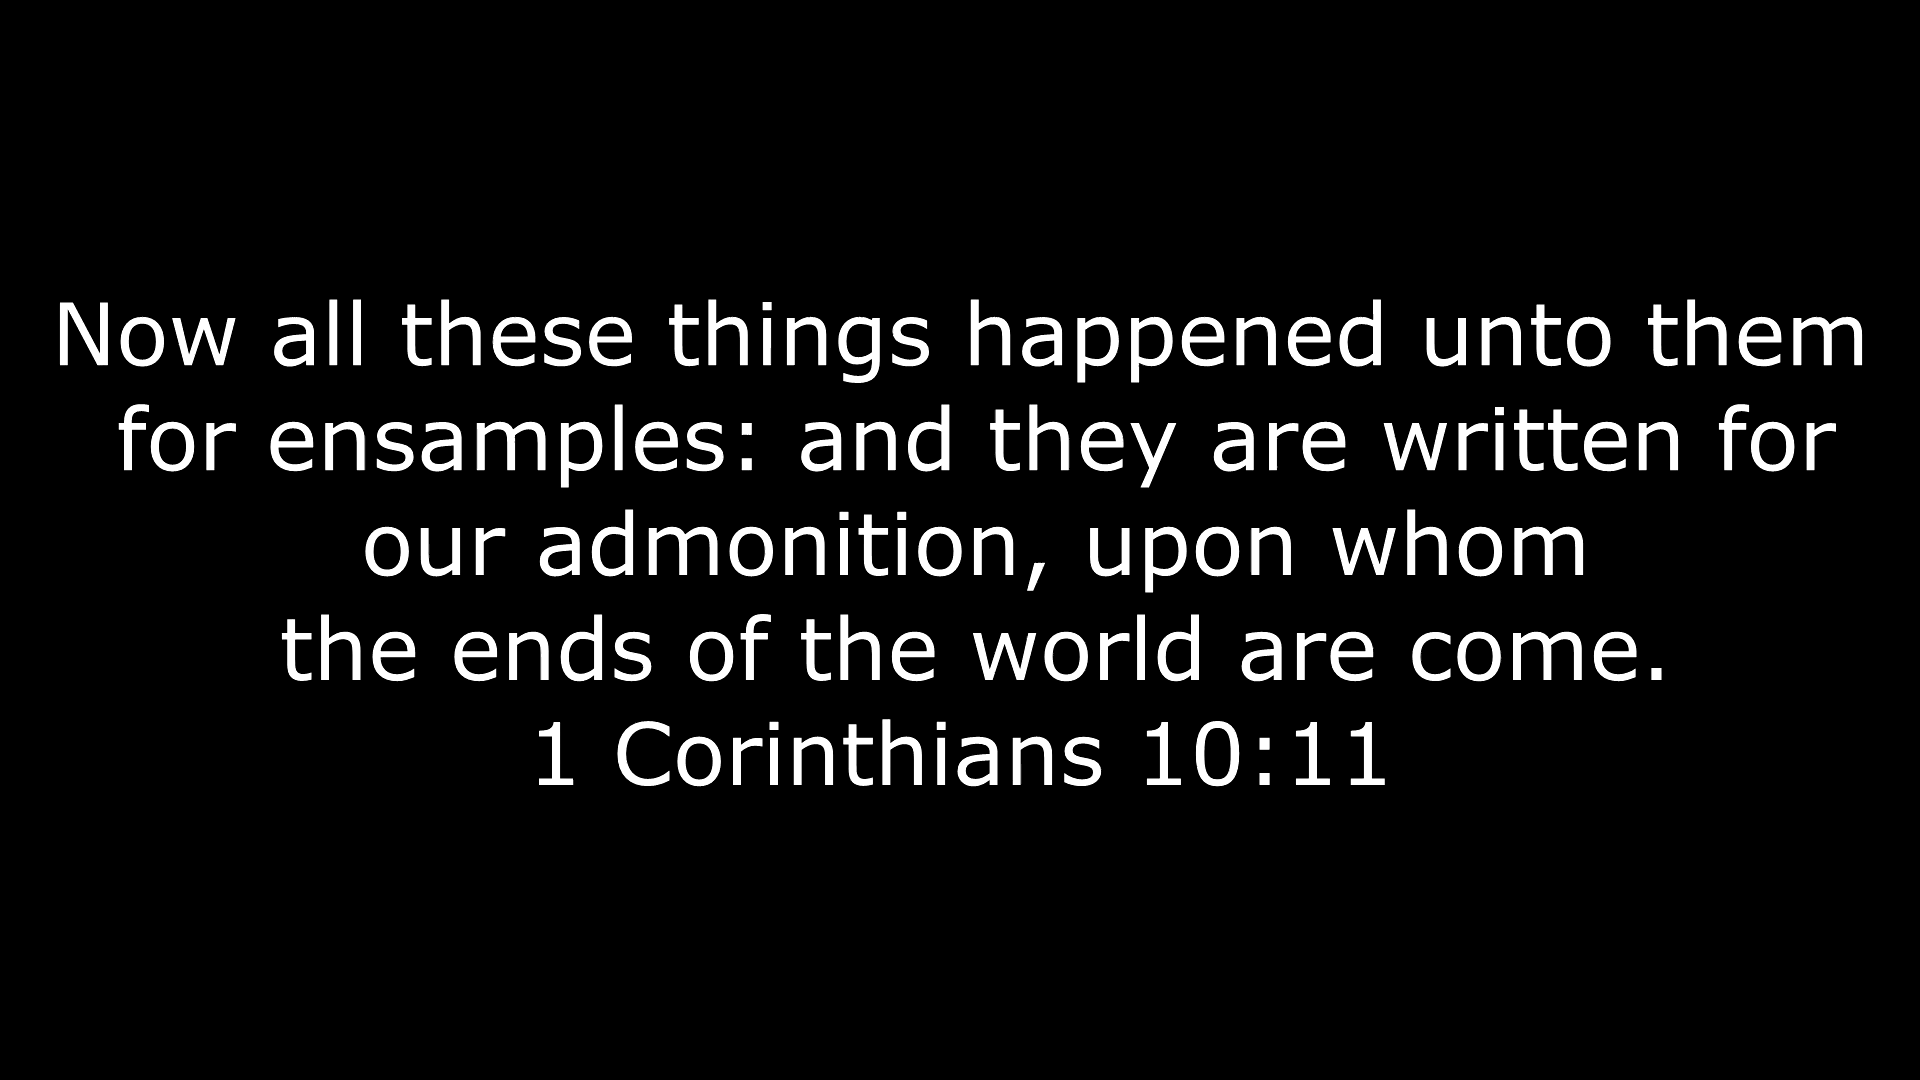 Now all these things happened unto them
for ensamples: and they are written for
our admonition, upon whom
the ends of the world are come.
1 Corinthians 10:11